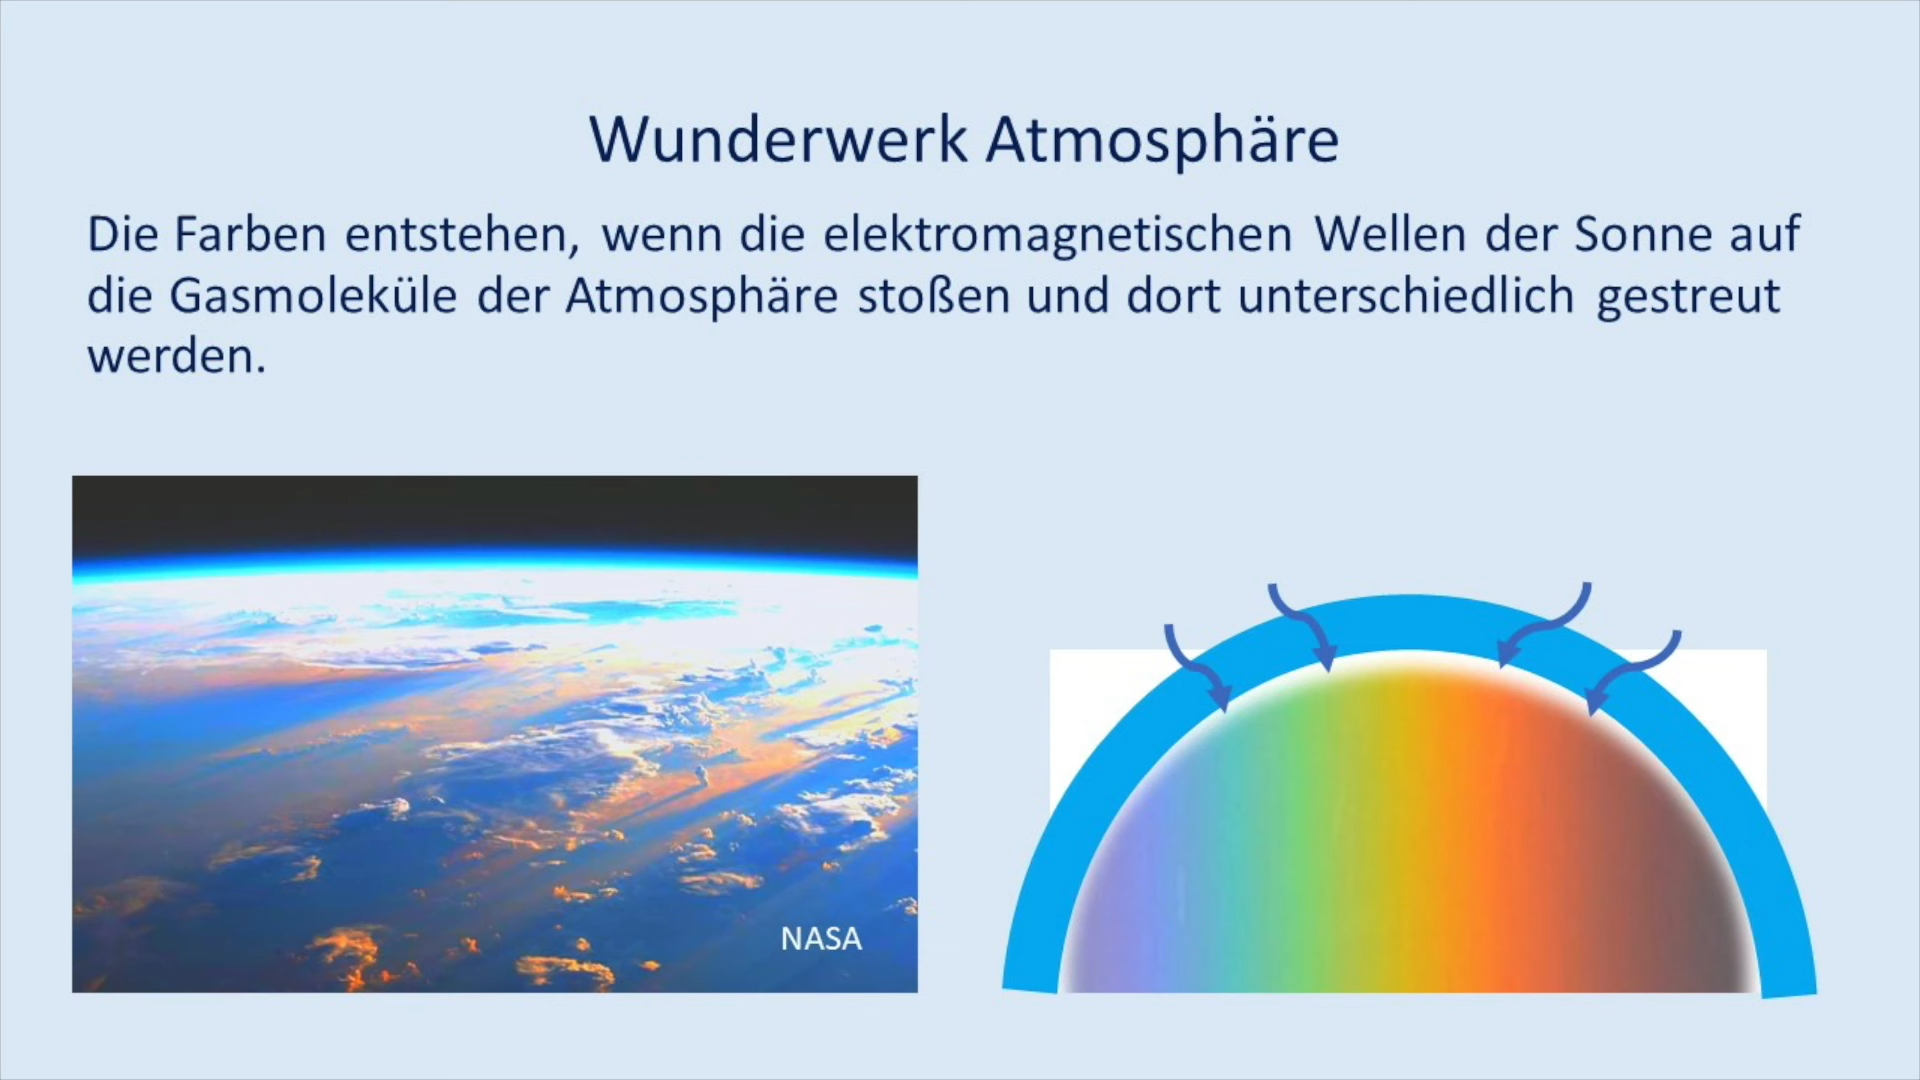 Wunderwerk Atmosphäre
Die Farben entstehen, wenn die elektromagnetischen Wellen der Sonne auf
die Gasmoleküle der Atmosphäre stoßen und dort unterschiedlich gestreut
werden.
NASA